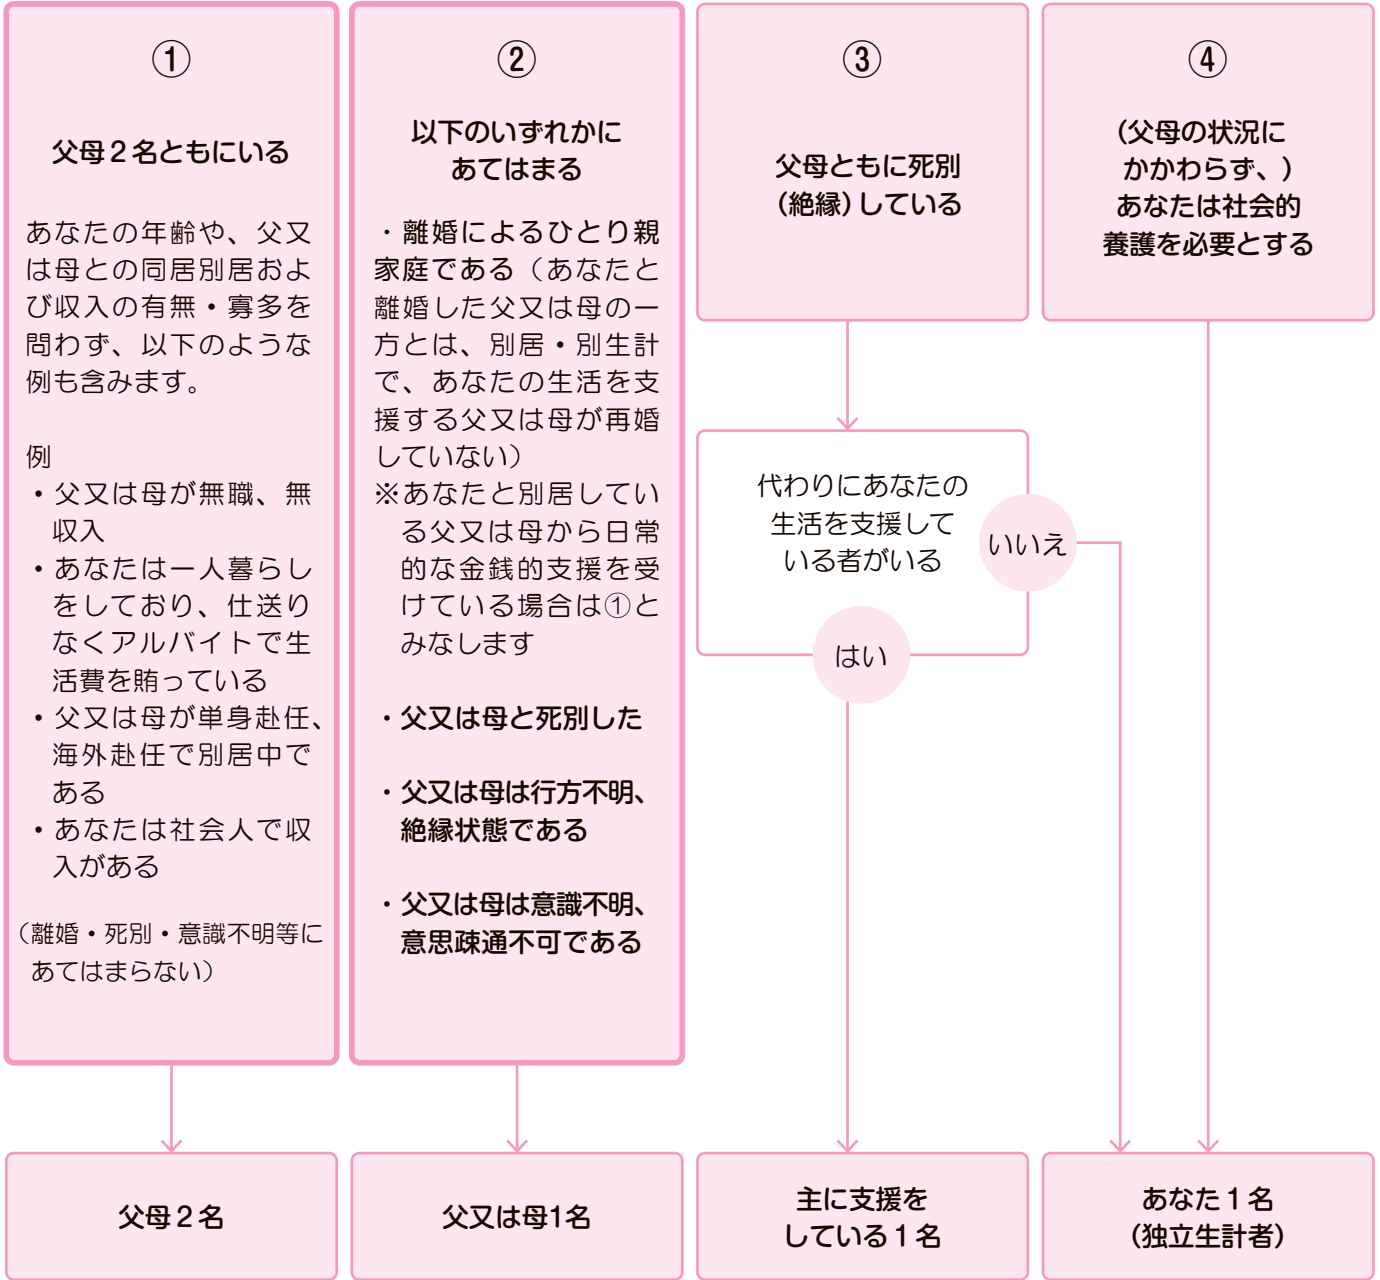 ①
父母２名ともにいる
あなたの年齢や、父又
は母との同居別居およ
び収入の有無・寡多を
問わず、以下のような
例も含みます。
例
・父又は母が無職、無
収入
・あなたは一人暮らし
をしており、仕送り
なくアルバイトで生
活費を賄っている
・父又は母が単身赴任、
海外赴任で別居中で
ある
・あなたは社会人で収
入がある
（離婚・死別・意識不明等に
あてはまらない）
②
以下のいずれかに
あてはまる
・離婚によるひとり親
家庭である（あなたと
離婚した父又は母の一
方とは、別居・別生計
で、あなたの生活を支
援する父又は母が再婚
していない）
※あなたと別居してい
る父又は母から日常
的な金銭的支援を受
けている場合は①と
みなします
・父又は母と死別した
・父又は母は行方不明、
絶縁状態である
・父又は母は意識不明、
意思疎通不可である
③
父母ともに死別
（絶縁）している
④
（父母の状況に
かかわらず、）
あなたは社会的
養護を必要とする
代わりにあなたの
生活を支援して
いる者がいる
いいえ
はい
父母２名
父又は母1名
主に支援を
している１名
あなた１名
（独立生計者）